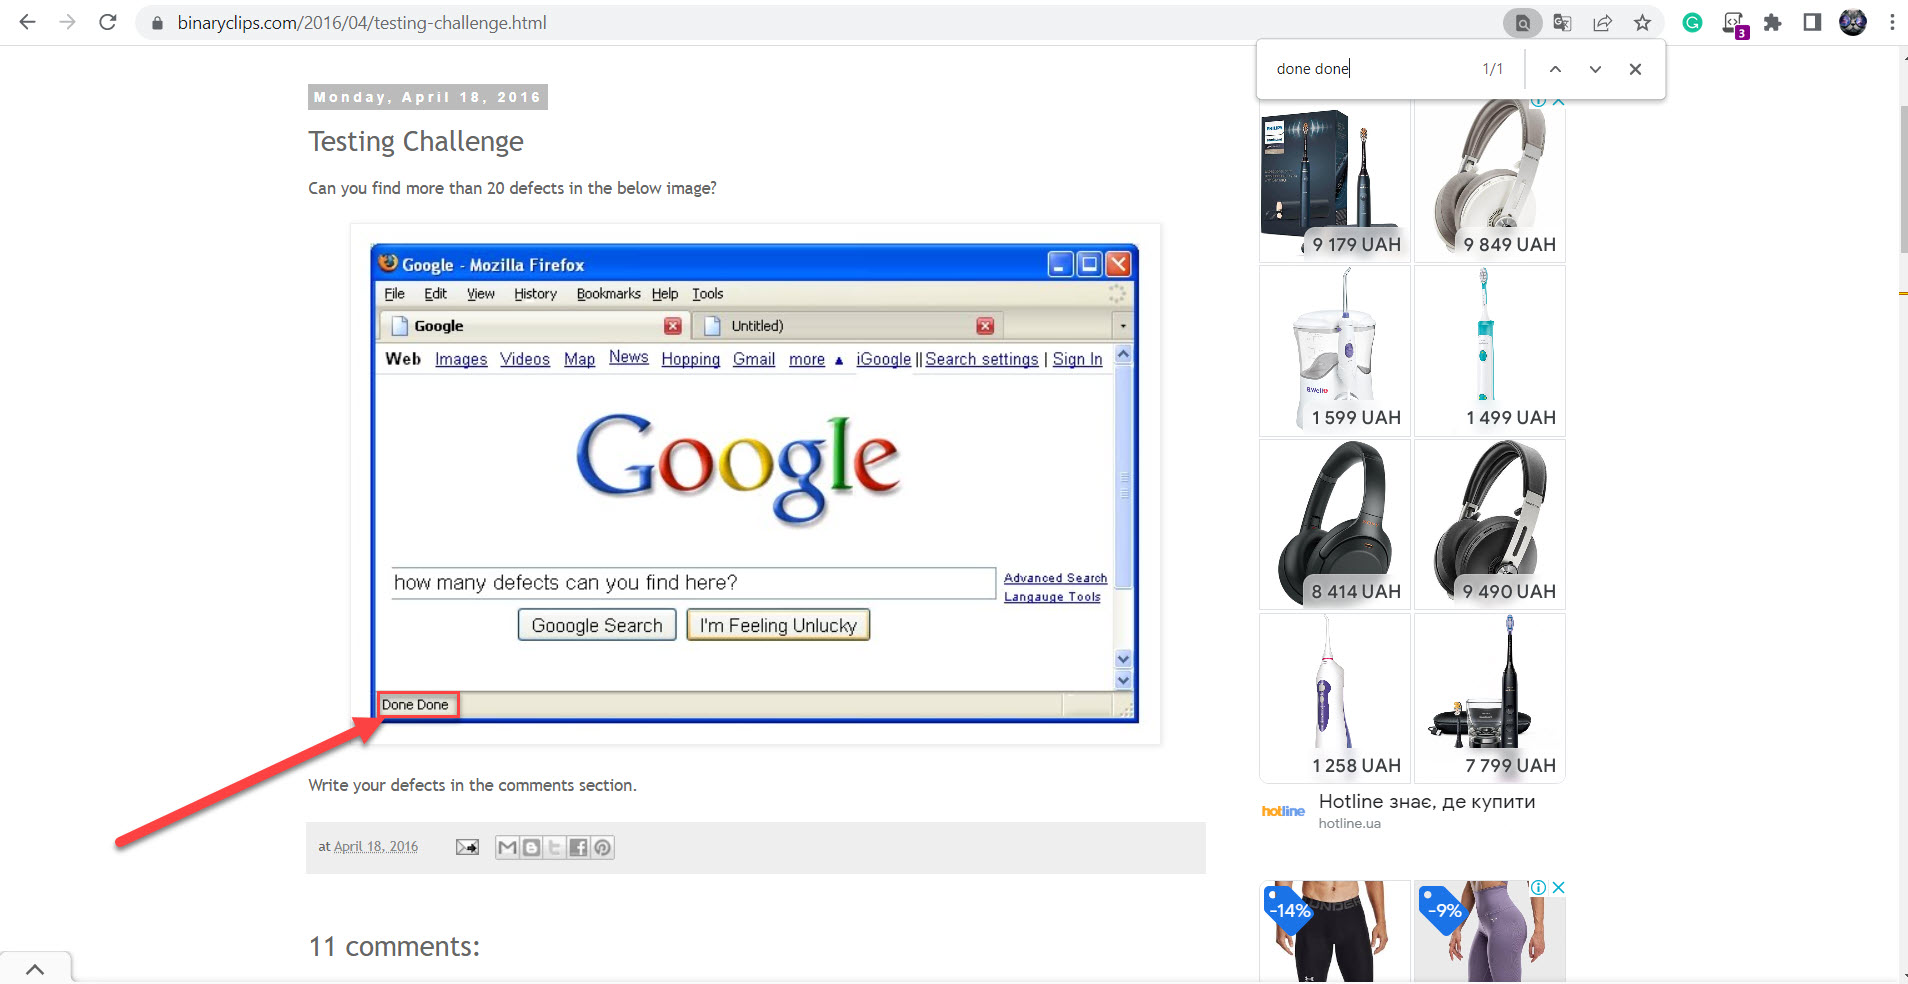 binaryclips.com/2016/04/testing-challenge.html
3
done done 1/1
Monday, April 18, 2016
Testing Challenge
Can you find more than 20 defects in the below image?
Google - Mozilla Firefox
File Edit View History Bookmarks Help Tools
Google Untitled)
Web Images Videos Map News Hopping Gmail more ▲ iGoogle || Search settings | Sign In
Google
how many defects can you find here?
Advanced Search
Langauge Tools
Gooogle Search I'm Feeling Unlucky
Done Done
Write your defects in the comments section.
at April 18, 2016
11 comments:
PHILIPS
9 179 UAH 9 849 UAH
B.Well
1 599 UAH 1 499 UAH
8 414 UAH 9 490 UAH
1 258 UAH 7 799 UAH
hotline
Hotline знає, де купити
hotline.ua
-14% -9%
UNDER